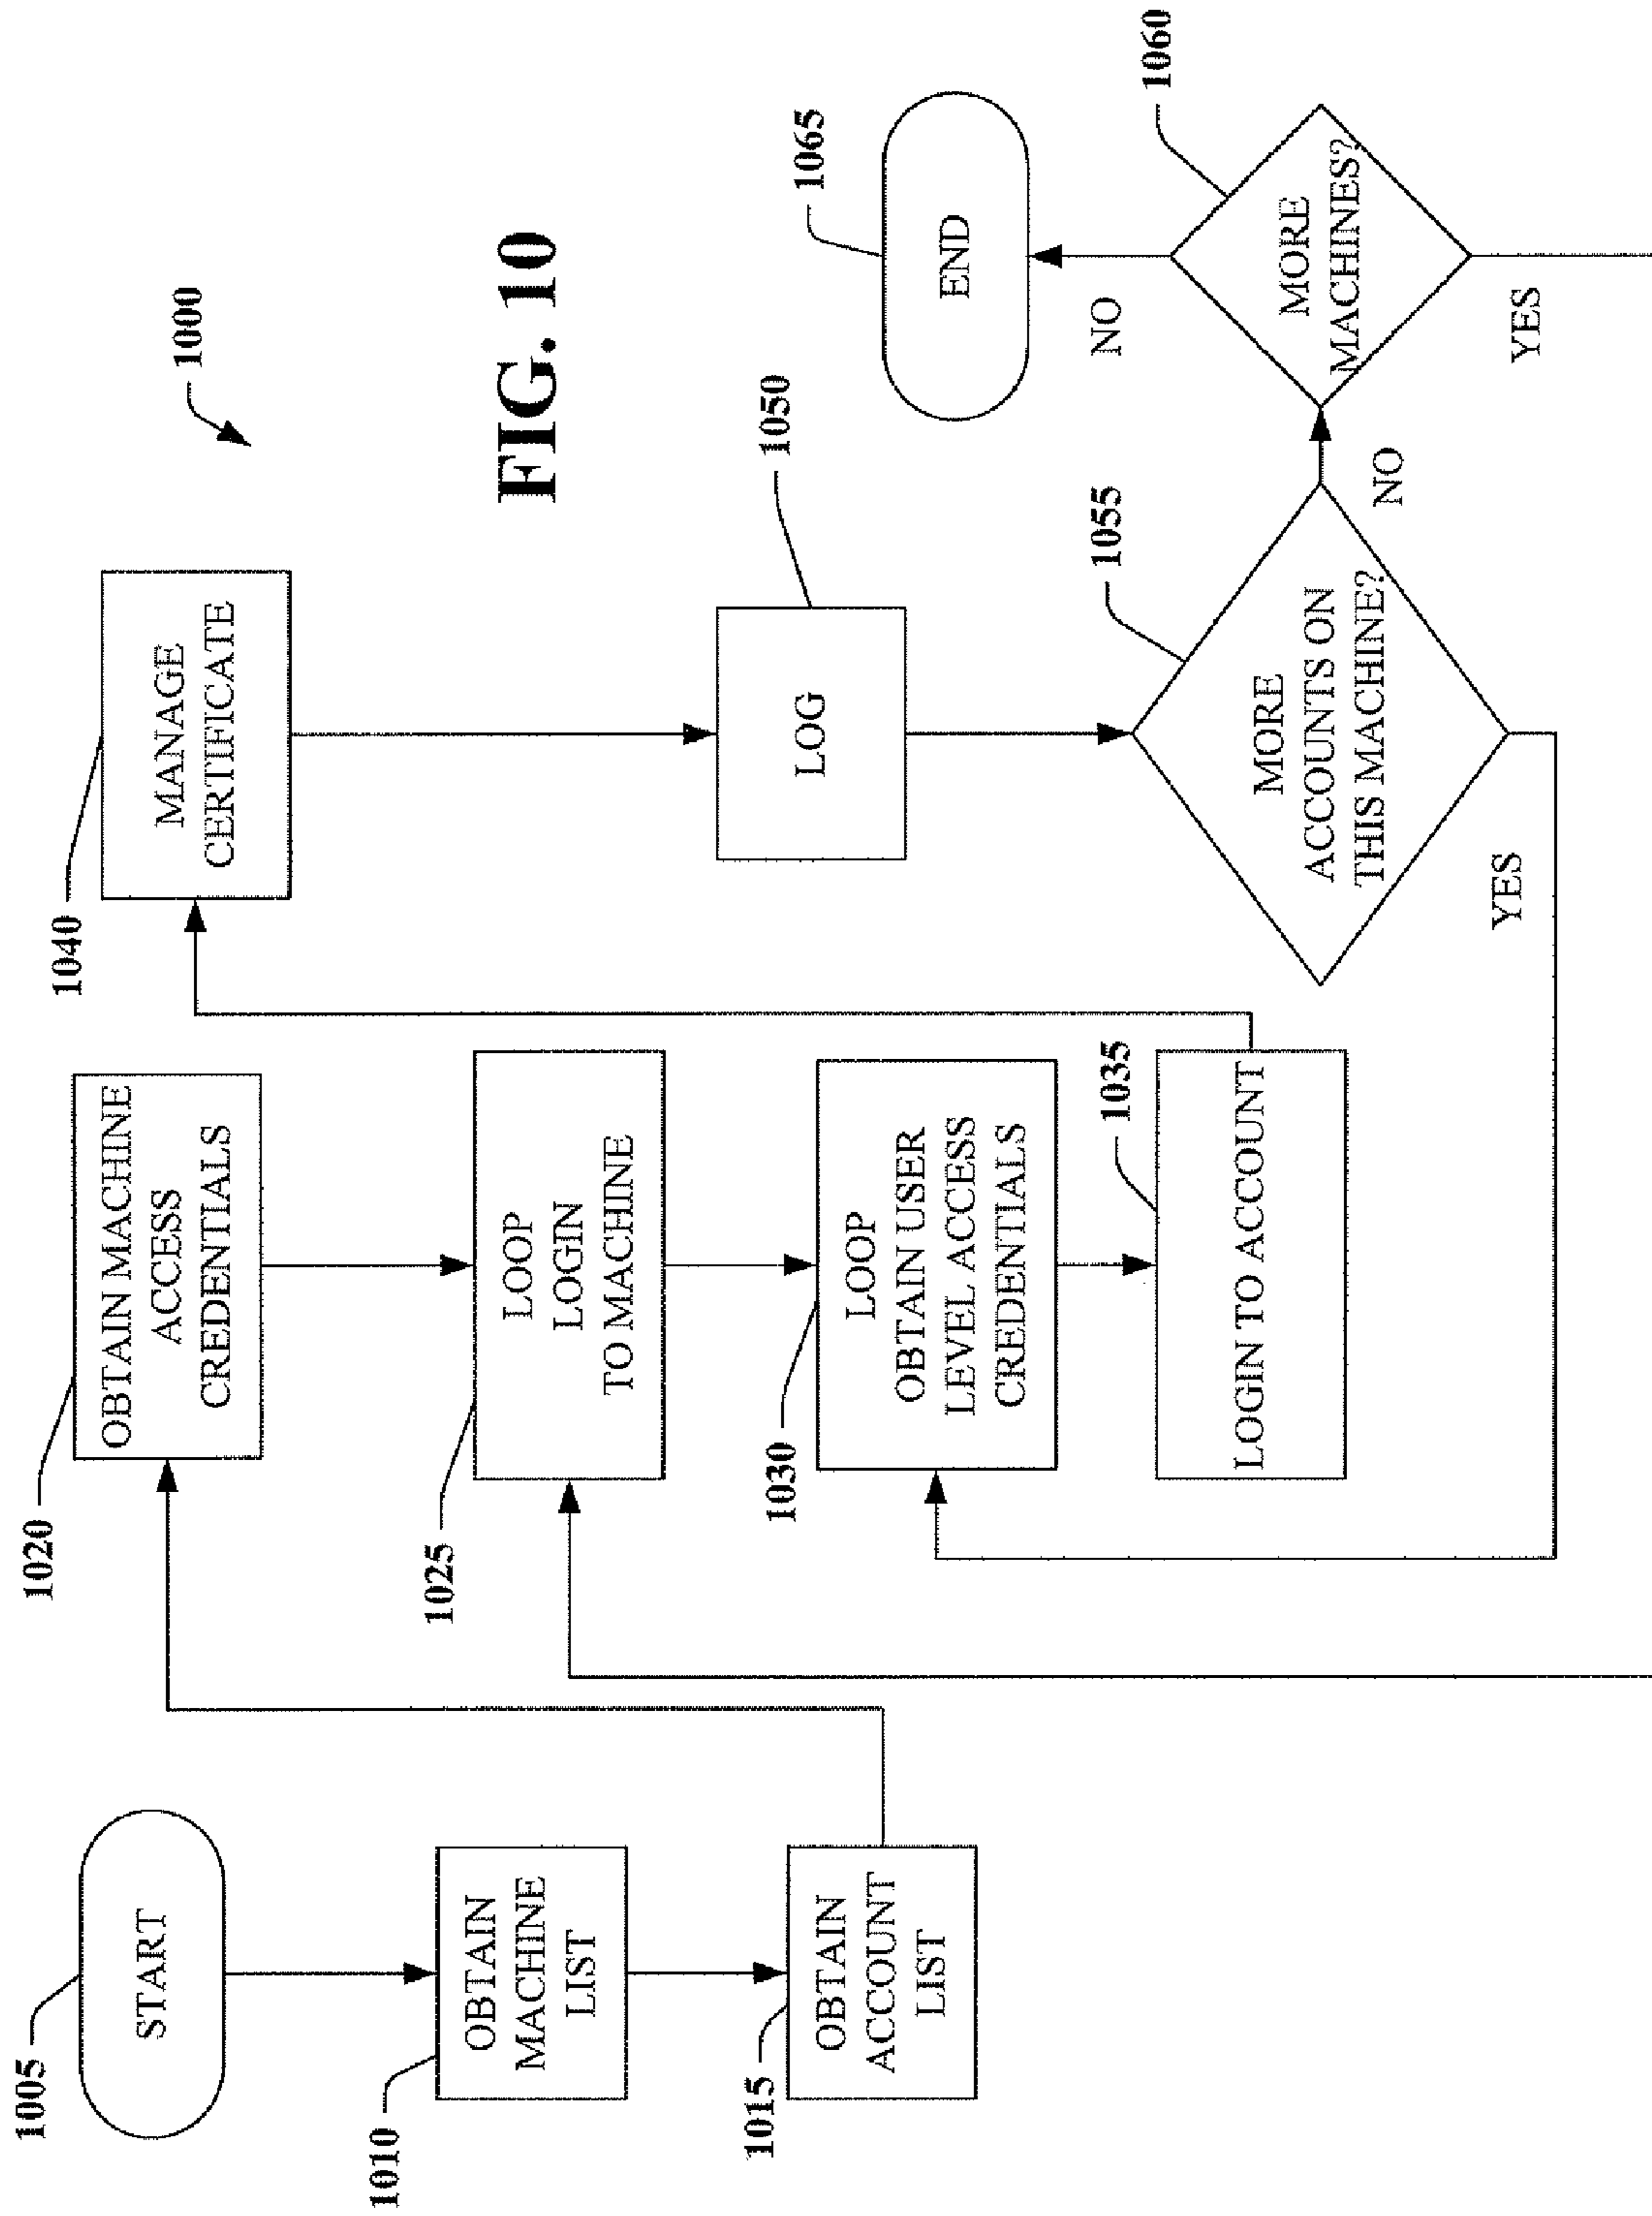 1000
FIG. 10
1005
START
1010
OBTAIN
MACHINE
LIST
1015
OBTAIN
ACCOUNT
LIST
1020
OBTAIN MACHINE
ACCESS
CREDENTIALS
1025
LOOP
LOGIN
TO MACHINE
1030
LOOP
OBTAIN USER
LEVEL ACCESS
CREDENTIALS
1035
LOGIN TO ACCOUNT
1040
MANAGE
CERTIFICATE
1050
LOG
1055
MORE
ACCOUNTS ON
THIS MACHINE?
YES
NO
1060
MORE
MACHINES?
YES
NO
1065
END